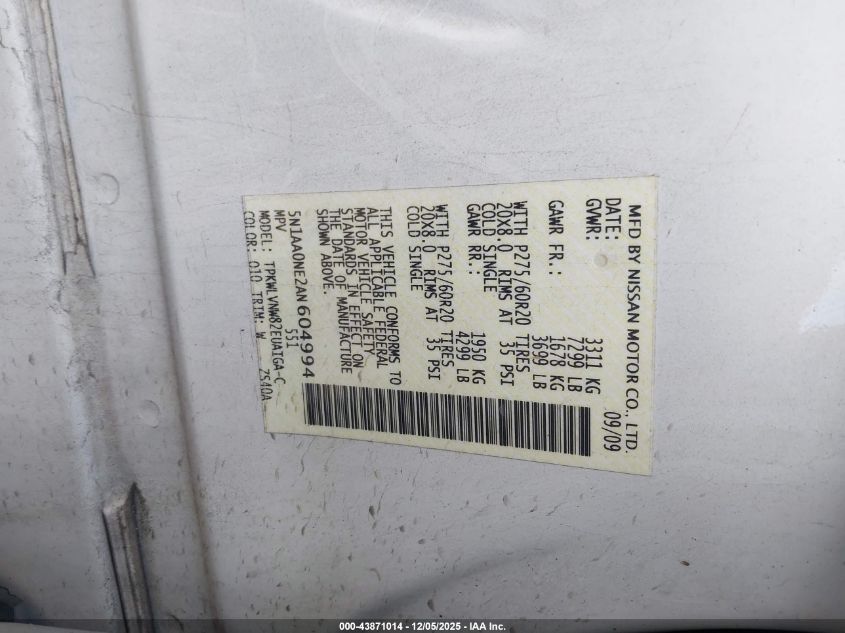 MFD BY NISSAN MOTOR CO., LTD.
DATE: 09/09
GVWR: 3311 KG
7299 LB
GAWR FR.: 1678 KG
3699 LB
WITH P275/60R20 TIRES
20X8.0 RIMS AT 35 PSI
COLD SINGLE
GAWR RR.: 1950 KG
4299 LB
WITH P275/60R20 TIRES
20X8.0 RIMS AT 35 PSI
COLD SINGLE
THIS VEHICLE CONFORMS TO
ALL APPLICABLE FEDERAL
MOTOR VEHICLE SAFETY
STANDARDS IN EFFECT ON
THE DATE OF MANUFACTURE
SHOWN ABOVE.
5N1AA0NE2AN604994
MPV 551
MODEL: TPKWLVNW82EUAIGA-C
COLOR: Q10 TRIM: W ZS40A
000-43871014 - 12/05/2025 - IAA Inc.